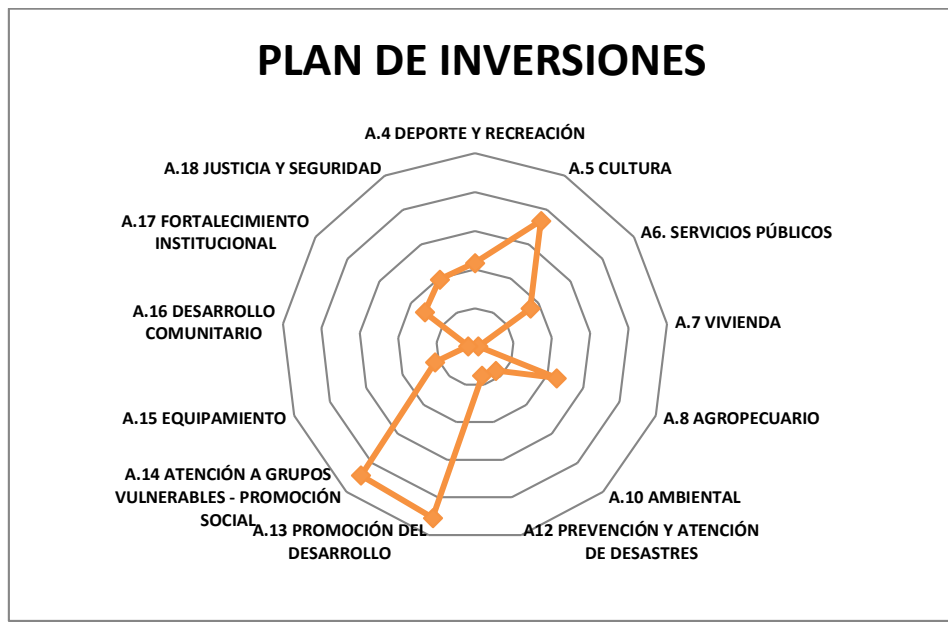 PLAN DE INVERSIONES
A.4 DEPORTE Y RECREACIÓN
A.5 CULTURA
A6. SERVICIOS PÚBLICOS
A.7 VIVIENDA
A.8 AGROPECUARIO
A.10 AMBIENTAL
A12 PREVENCIÓN Y ATENCIÓN
DE DESASTRES
A.13 PROMOCIÓN DEL
DESARROLLO
A.14 ATENCIÓN A GRUPOS
VULNERABLES - PROMOCIÓN
SOCIAL
A.15 EQUIPAMIENTO
A.16 DESARROLLO
COMUNITARIO
A.17 FORTALECIMIENTO
INSTITUCIONAL
A.18 JUSTICIA Y SEGURIDAD